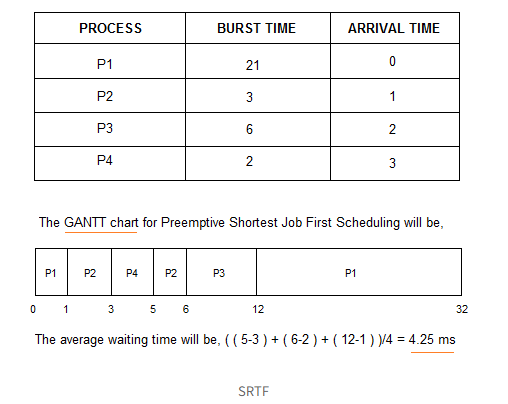 PROCESS BURST TIME ARRIVAL TIME
P1 21 0
P2 3 1
P3 6 2
P4 2 3
The GANTT chart for Preemptive Shortest Job First Scheduling will be,
P1 P2 P4 P2 P3 P1
0 1 3 5 6 12 32
The average waiting time will be, ( ( 5-3 ) + ( 6-2 ) + ( 12-1 ) )/4 = 4.25 ms
SRTF